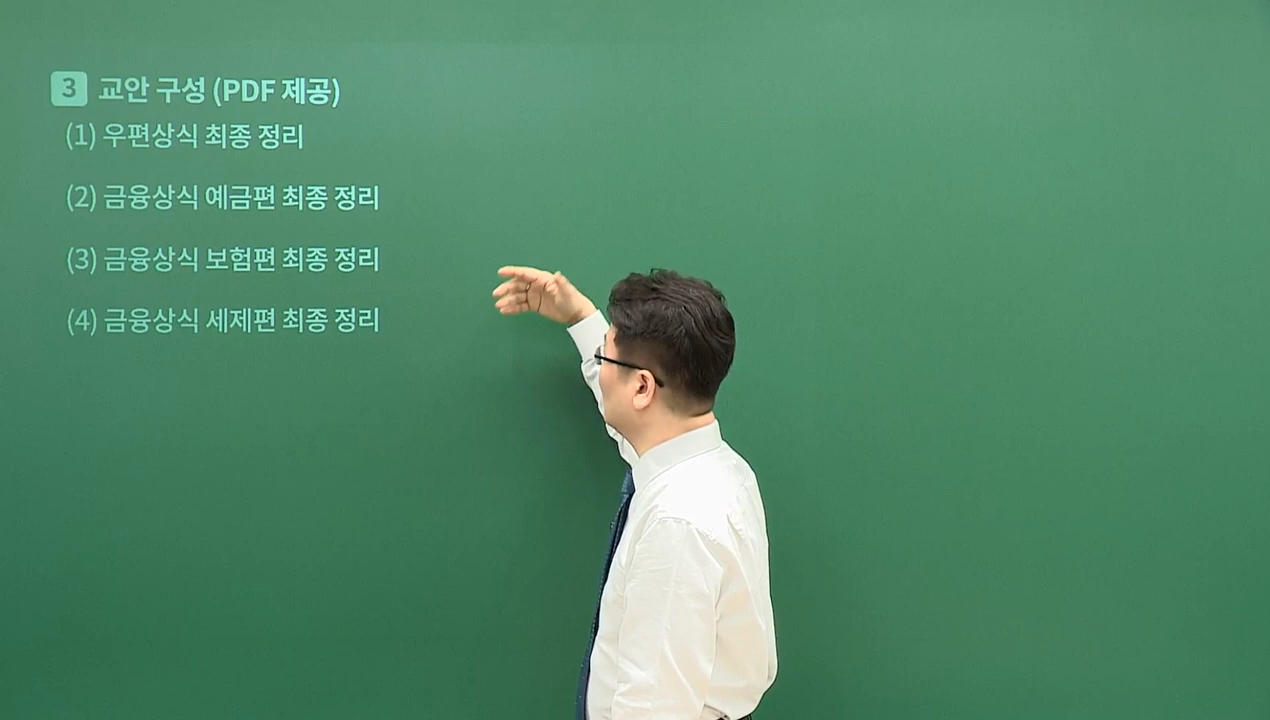 3 교안 구성 (PDF 제공)
(1) 우편상식 최종 정리
(2) 금융상식 예금편 최종 정리
(3) 금융상식 보험편 최종 정리
(4) 금융상식 세제편 최종 정리